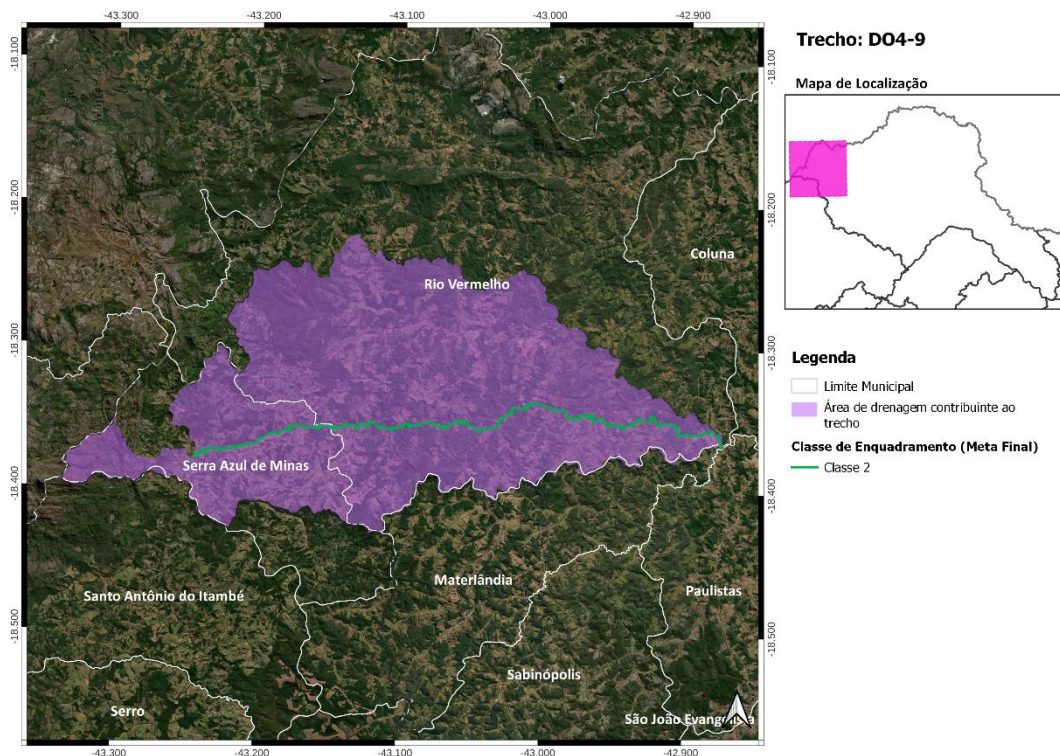 -43.300
-43.200
-43.100
-43.000
-42.900
-18.100
-18.200
-18.300
-18.400
-18.500
-18.100
-18.200
-18.300
-18.400
-18.500
Coluna
Rio Vermelho
Serra Azul de Minas
Materlândia
Santo Antônio do Itambé
Paulistas
Sabinópolis
Serro
São João Evangelista
-43.300
-43.200
-43.100
-43.000
-42.900
Trecho: DO4-9
Mapa de Localização
Legenda
Limite Municipal
Área de drenagem contribuinte ao
trecho
Classe de Enquadramento (Meta Final)
Classe 2